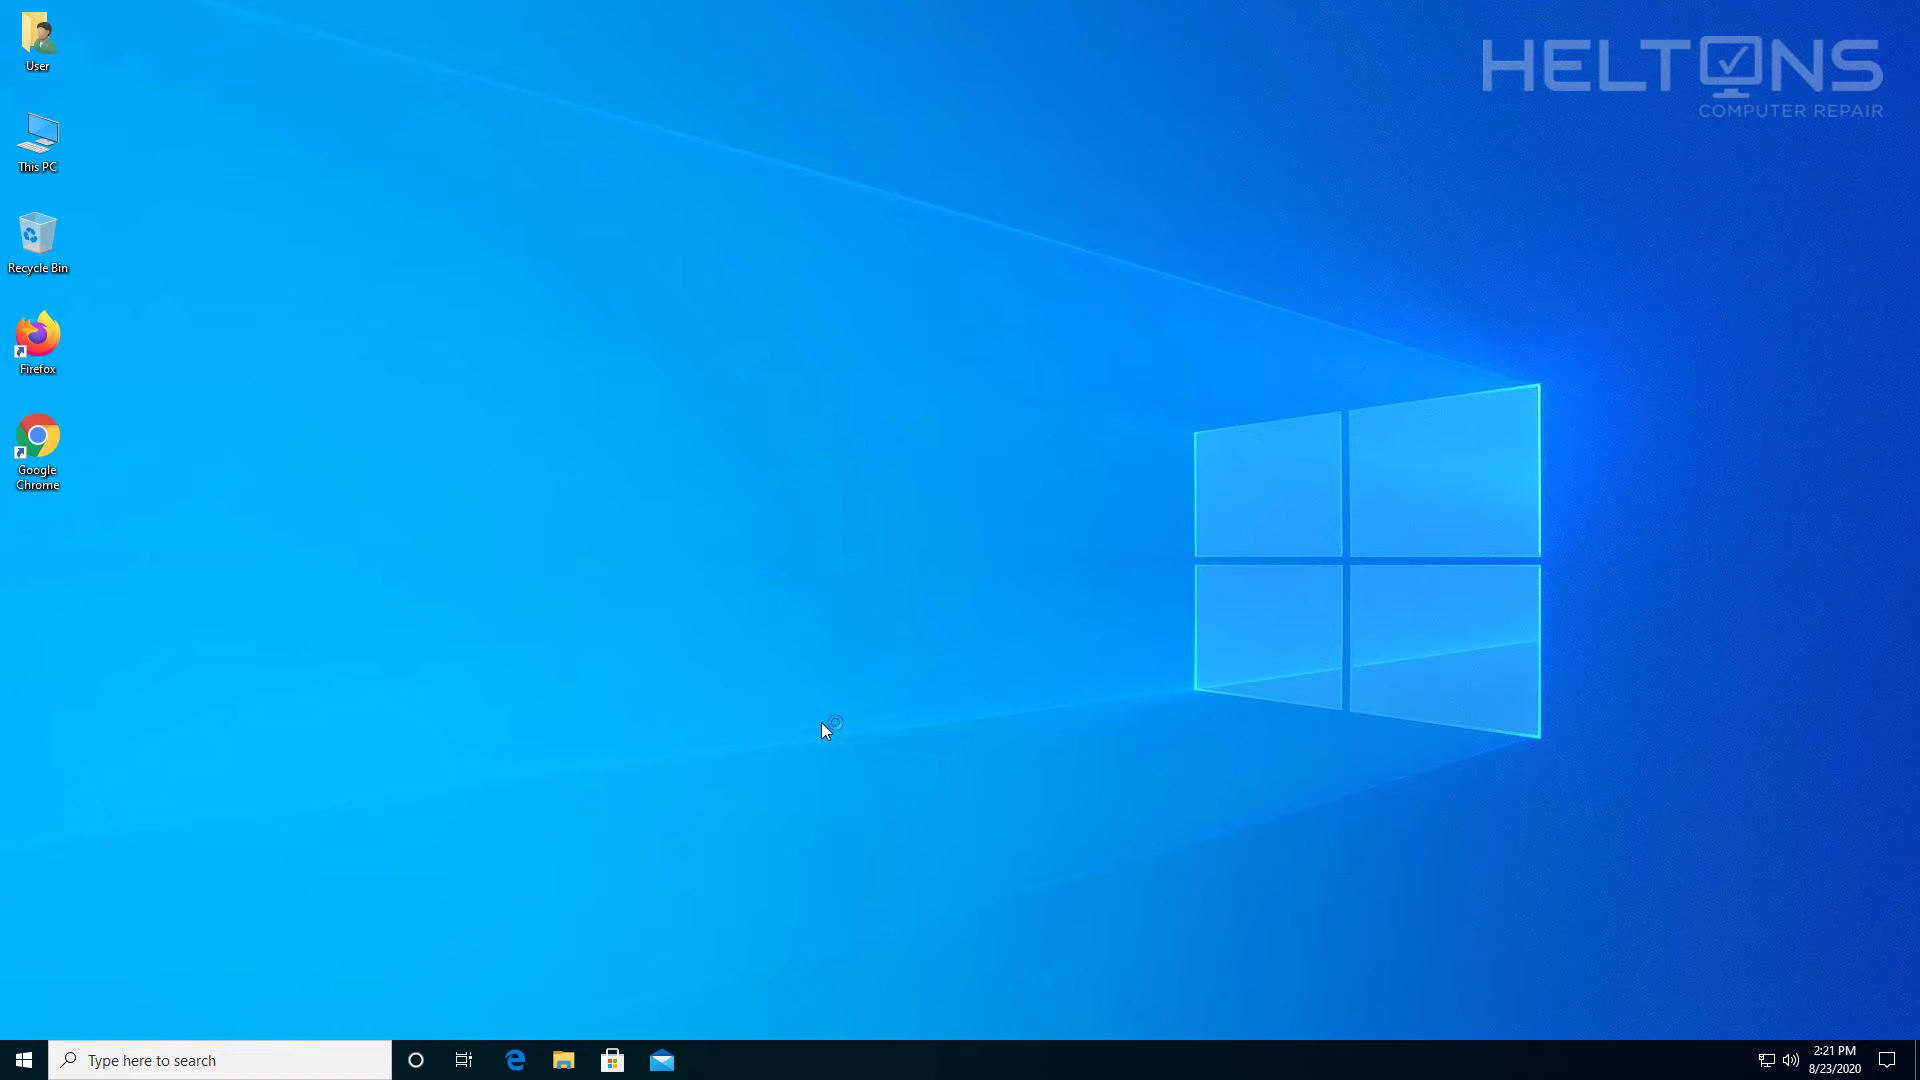 HELTONS
COMPUTER REPAIR
User
This PC
Recycle Bin
Firefox
Google
Chrome
Type here to search
2:21 PM
8/23/2020